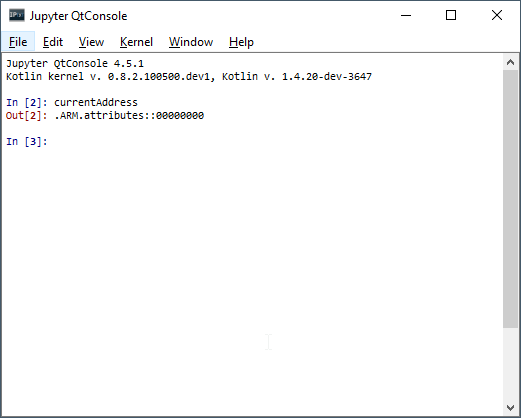 Jupyter QtConsole
File Edit View Kernel Window Help
Jupyter QtConsole 4.5.1
Kotlin kernel v. 0.8.2.100500.dev1, Kotlin v. 1.4.20-dev-3647
In [2]: currentAddress
Out[2]: .ARM.attributes::00000000
In [3]: